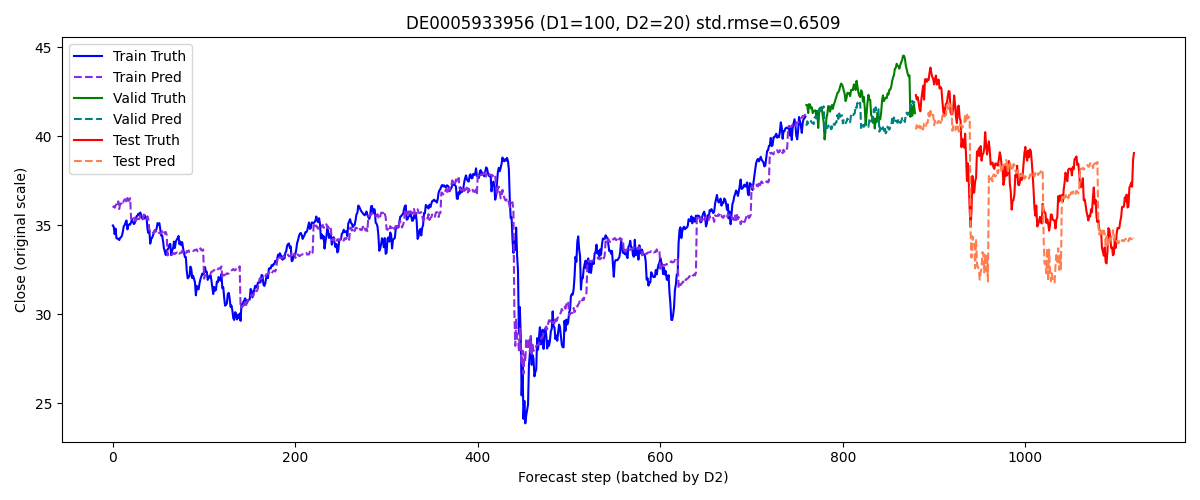 DE0005933956 (D1=100, D2=20) std.rmse=0.6509
Train Truth
Train Pred
Valid Truth
Valid Pred
Test Truth
Test Pred
Close (original scale)
45
40
35
30
25
0 200 400 600 800 1000
Forecast step (batched by D2)